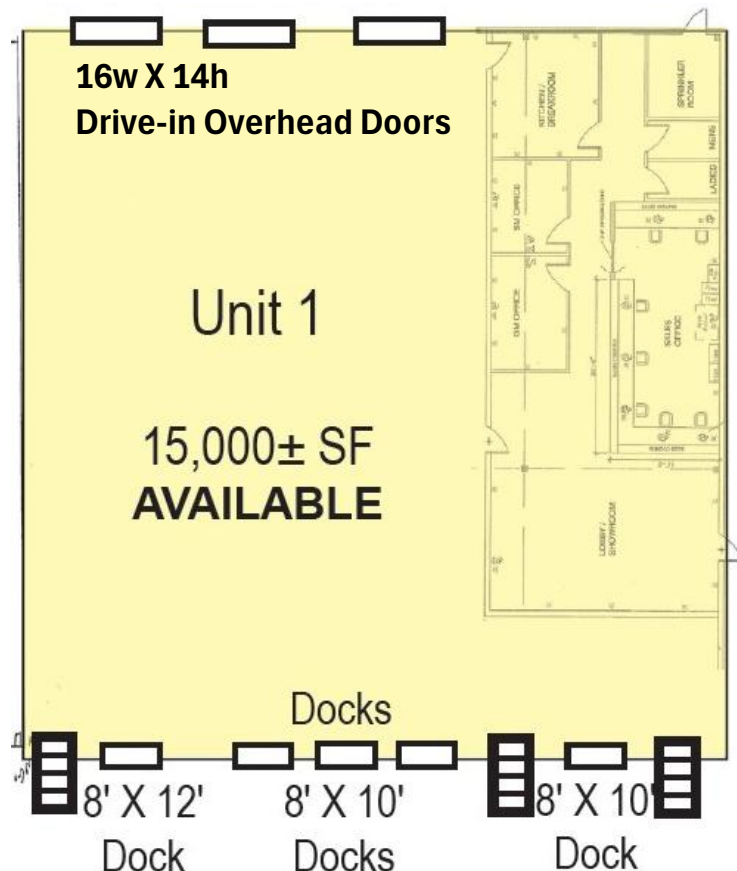 16w X 14h
Drive-in Overhead Doors
KITCHEN /
BREAKROOM
SPRINKLER
ROOM
MENS
LADIES
SM OFFICE
GM OFFICE
SALES
OFFICE
Unit 1
15,000± SF
AVAILABLE
LOBBY /
SHOWROOM
Docks
8' X 12'
Dock
8' X 10'
Docks
8' X 10'
Dock